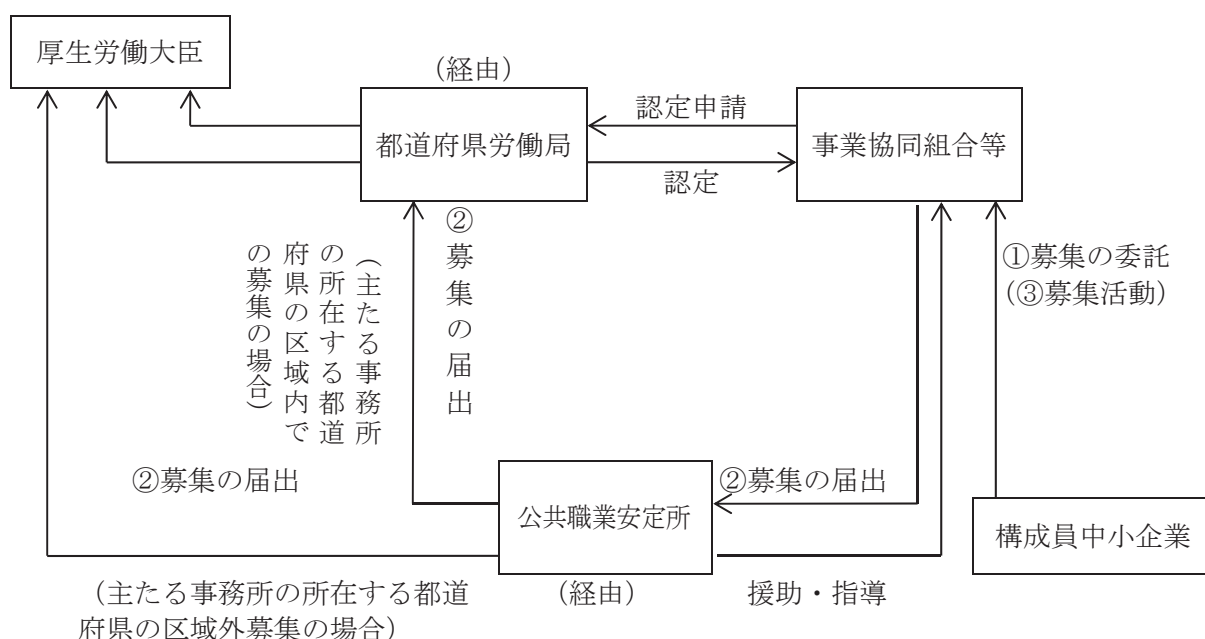 厚生労働大臣
(経由)
都道府県労働局
認定申請
認定
事業協同組合等
①募集の委託
(③募集活動)
②募集の届出
(主たる事務所
の所在する都道
府県の区域内で
の募集の場合)
②募集の届出
②募集の届出
公共職業安定所
(経由)
構成員中小企業
援助・指導
(主たる事務所の所在する都道
府県の区域外募集の場合)